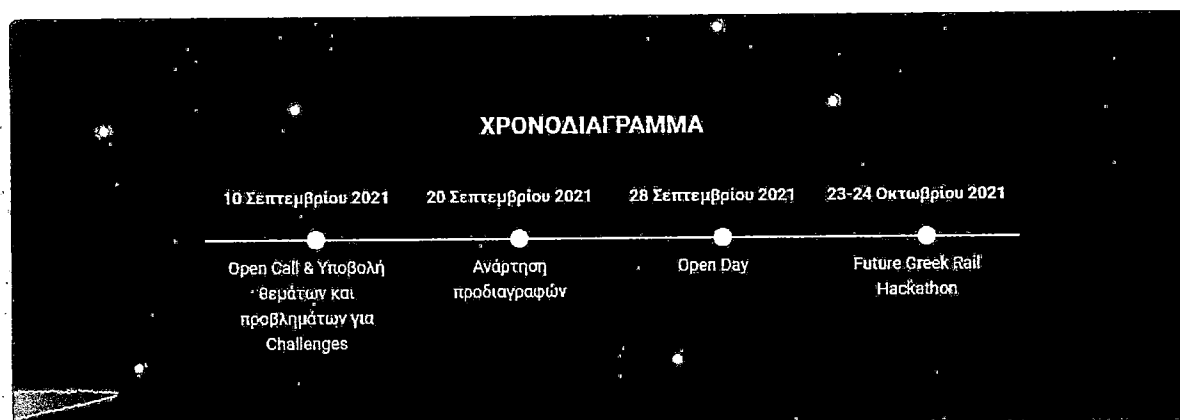 ΧΡΟΝΟΔΙΑΓΡΑΜΜΑ
10 Σεπτεμβρίου 2021
20 Σεπτεμβρίου 2021
28 Σεπτεμβρίου 2021
23-24 Οκτωβρίου 2021
Open Call & Υποβολή
θεμάτων και
προβλημάτων για
Challenges
Ανάρτηση
προδιαγραφών
Open Day
Future Greek Rail
Hackathon